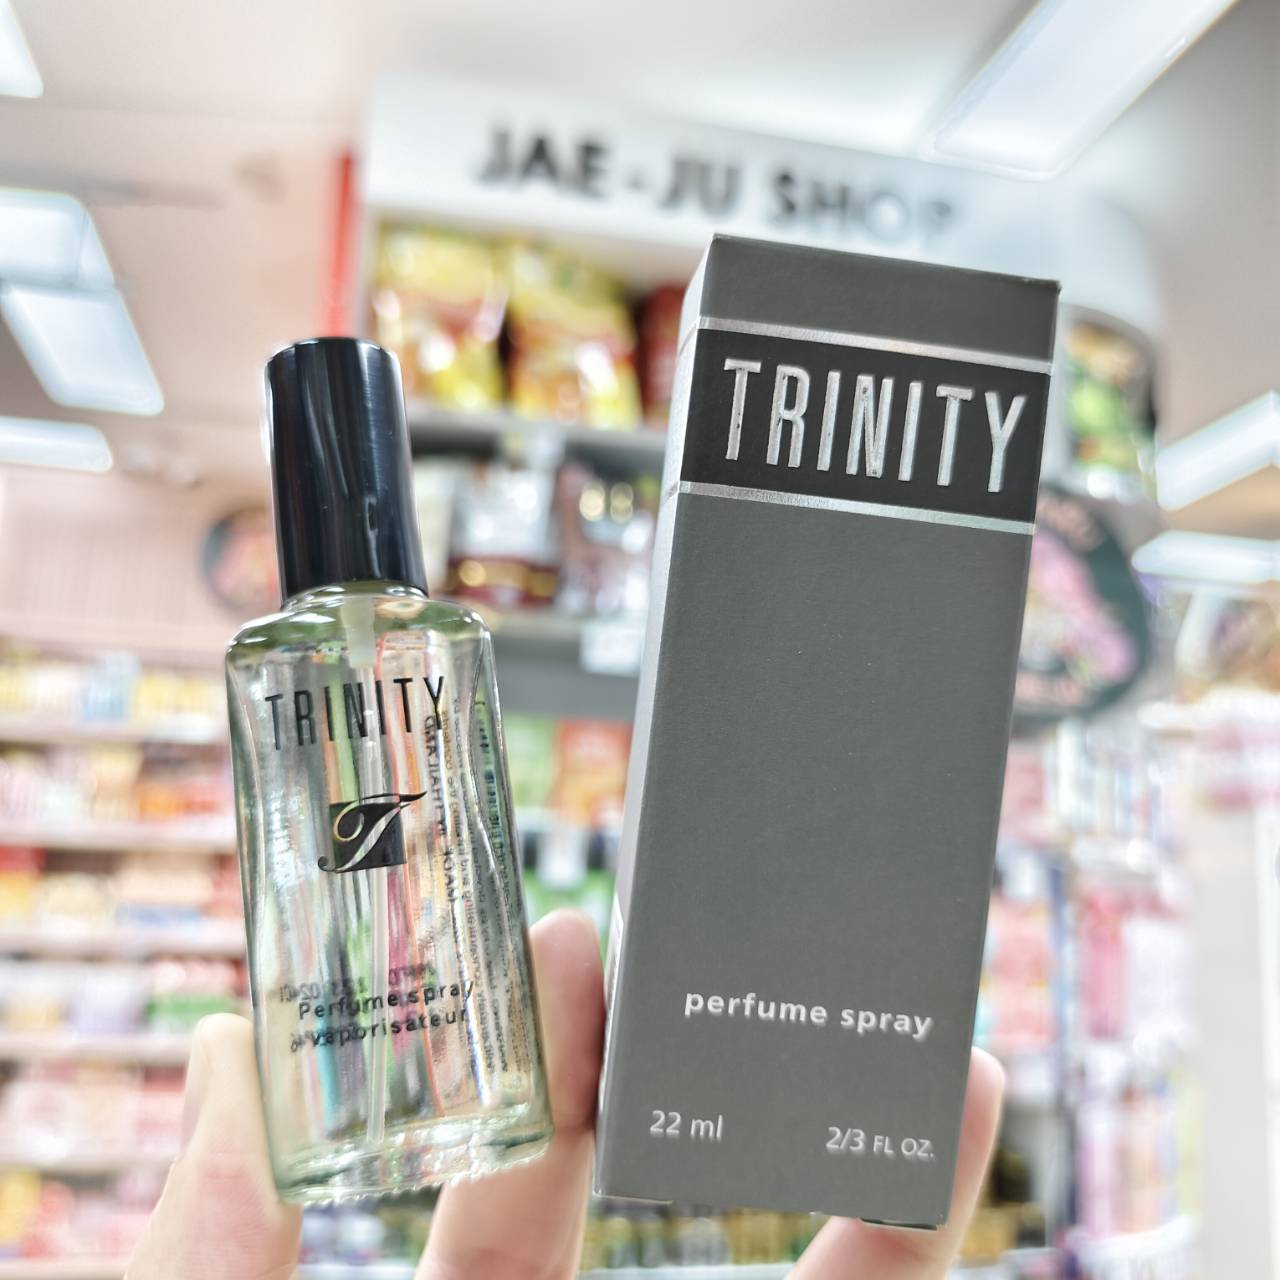 JAE-JU SHOP
TRINITY
perfume spray
22 ml
2/3 FL OZ.
TRINITY
T
Perfume spray
vaporisateur